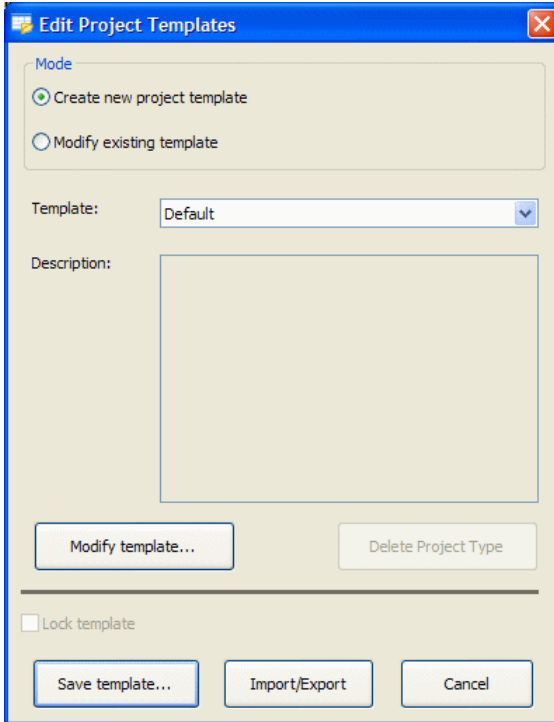 Edit Project Templates
Mode
Create new project template
Modify existing template
Template: Default
Description:
Modify template... Delete Project Type
Lock template
Save template... Import/Export Cancel